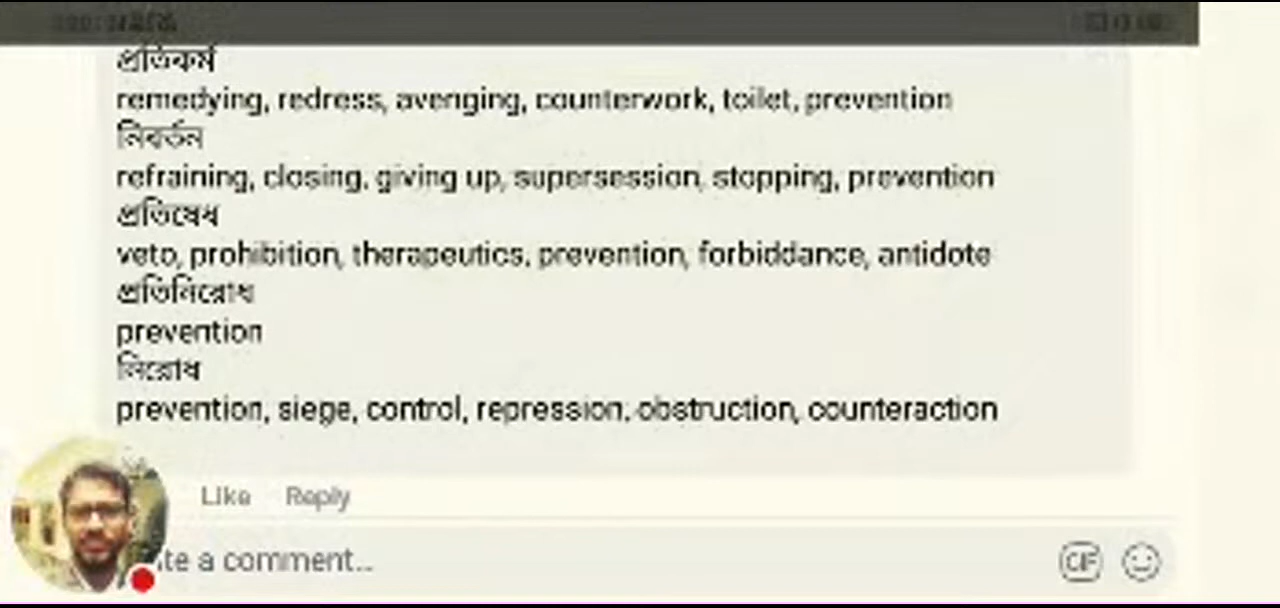 প্রতিকর্ম
remedying, redress, avenging, counterwork, toilet, prevention
নিবর্তন
refraining, closing, giving up, supersession, stopping, prevention
প্রতিষেধ
veto, prohibition, therapeutics, prevention, forbiddance, antidote
প্রতিনিরোধ
prevention
নিরোধ
prevention, siege, control, repression, obstruction, counteraction
Like Reply
te a comment...
GIF